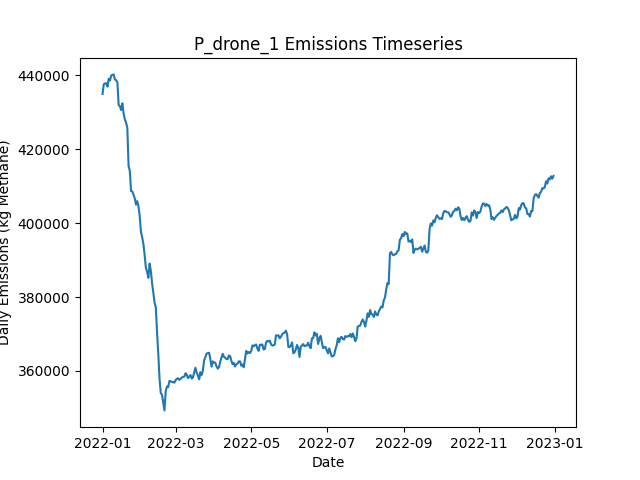 P_drone_1 Emissions Timeseries
440000
420000
400000
380000
360000
Daily Emissions (kg Methane)
2022-01 2022-03 2022-05 2022-07 2022-09 2022-11 2023-01
Date